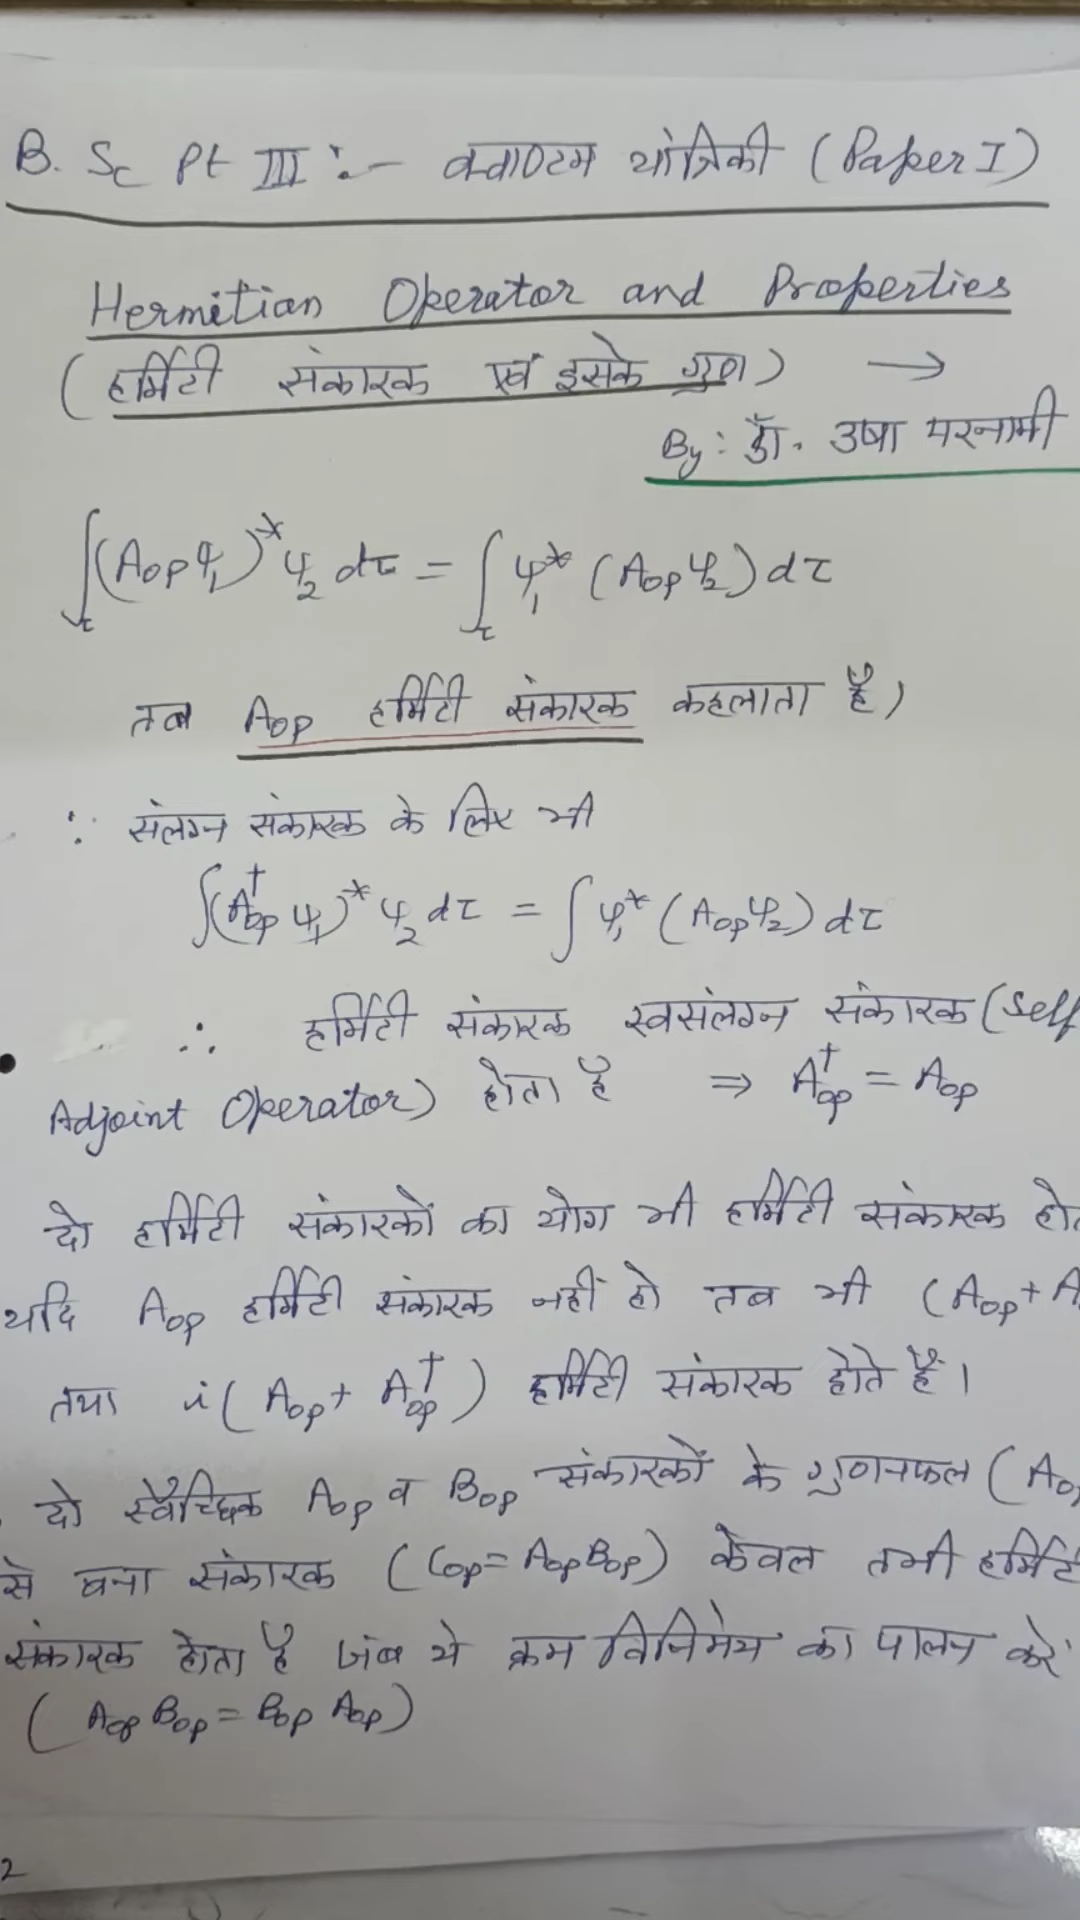 B. Sc Pt III :- क्वाण्टम यांत्रिकी (Paper I)
Hermitian Operator and Properties
(हर्मिटी संकारक एवं इसके गुण) →
By: डॉ. उषा परनामी
∫τ (Aop ψ1)* ψ2 dτ = ∫τ ψ1* (Aop ψ2) dτ
तब Aop हर्मिटी संकारक कहलाता है,
∵ संलग्न संकारक के लिए भी
∫(A†op ψ1)* ψ2 dτ = ∫ ψ1* (Aop ψ2) dτ
∴ हर्मिटी संकारक स्वसंलग्न संकारक (Self
Adjoint Operator) होता है ⇒ A†op = Aop
दो हर्मिटी संकारकों का योग भी हर्मिटी संकारक
यदि Aop हर्मिटी संकारक नहीं हो तब भी (Aop + A
तथा i(Aop + A†op) हर्मिटी संकारक होते हैं।
दो स्वैच्छिक Aop व Bop संकारकों के गुणनफल (Aop
से बना संकारक (Cop = Aop Bop) केवल तभी हर्मिटी
संकारक होता है जब ये क्रम विनिमेय का पालन करें
(Aop Bop = Bop Aop)
2